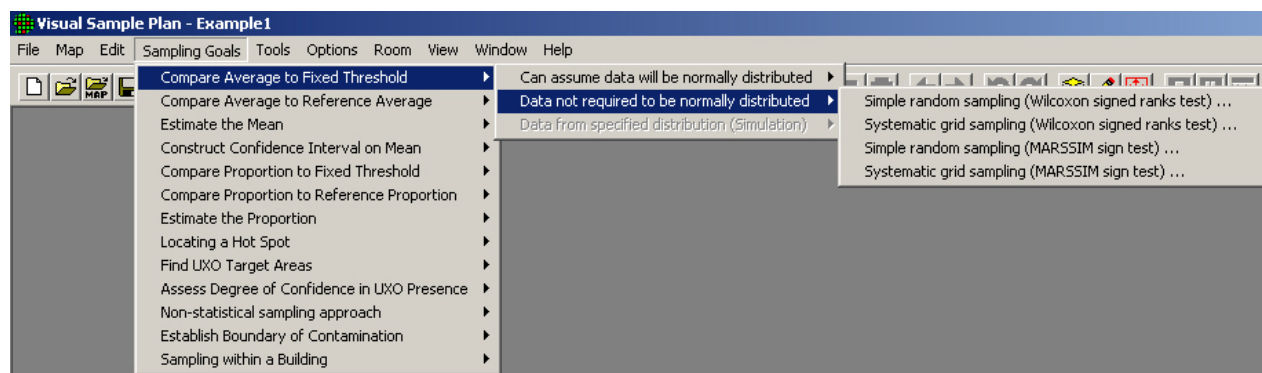 Visual Sample Plan - Example1
File Map Edit Sampling Goals Tools Options Room View Window Help
MAP
Compare Average to Fixed Threshold
Compare Average to Reference Average
Estimate the Mean
Construct Confidence Interval on Mean
Compare Proportion to Fixed Threshold
Compare Proportion to Reference Proportion
Estimate the Proportion
Locating a Hot Spot
Find UXO Target Areas
Assess Degree of Confidence in UXO Presence
Non-statistical sampling approach
Establish Boundary of Contamination
Sampling within a Building
Can assume data will be normally distributed
Data not required to be normally distributed
Data from specified distribution (Simulation)
Simple random sampling (Wilcoxon signed ranks test) ...
Systematic grid sampling (Wilcoxon signed ranks test) ...
Simple random sampling (MARSSIM sign test) ...
Systematic grid sampling (MARSSIM sign test) ...